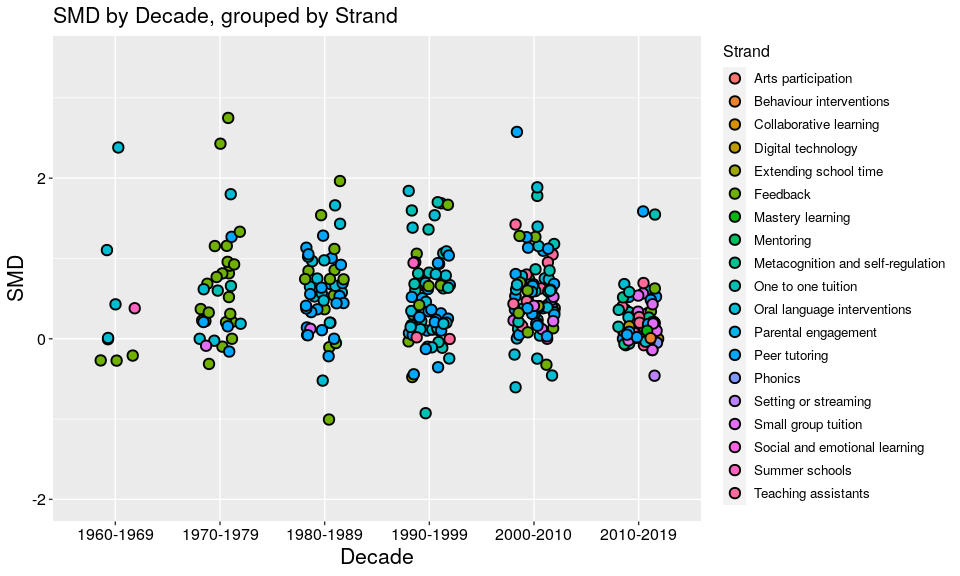 SMD by Decade, grouped by Strand
SMD
2
0
-2
1960-1969
1970-1979
1980-1989
1990-1999
2000-2010
2010-2019
Decade
Strand
Arts participation
Behaviour interventions
Collaborative learning
Digital technology
Extending school time
Feedback
Mastery learning
Mentoring
Metacognition and self-regulation
One to one tuition
Oral language interventions
Parental engagement
Peer tutoring
Phonics
Setting or streaming
Small group tuition
Social and emotional learning
Summer schools
Teaching assistants